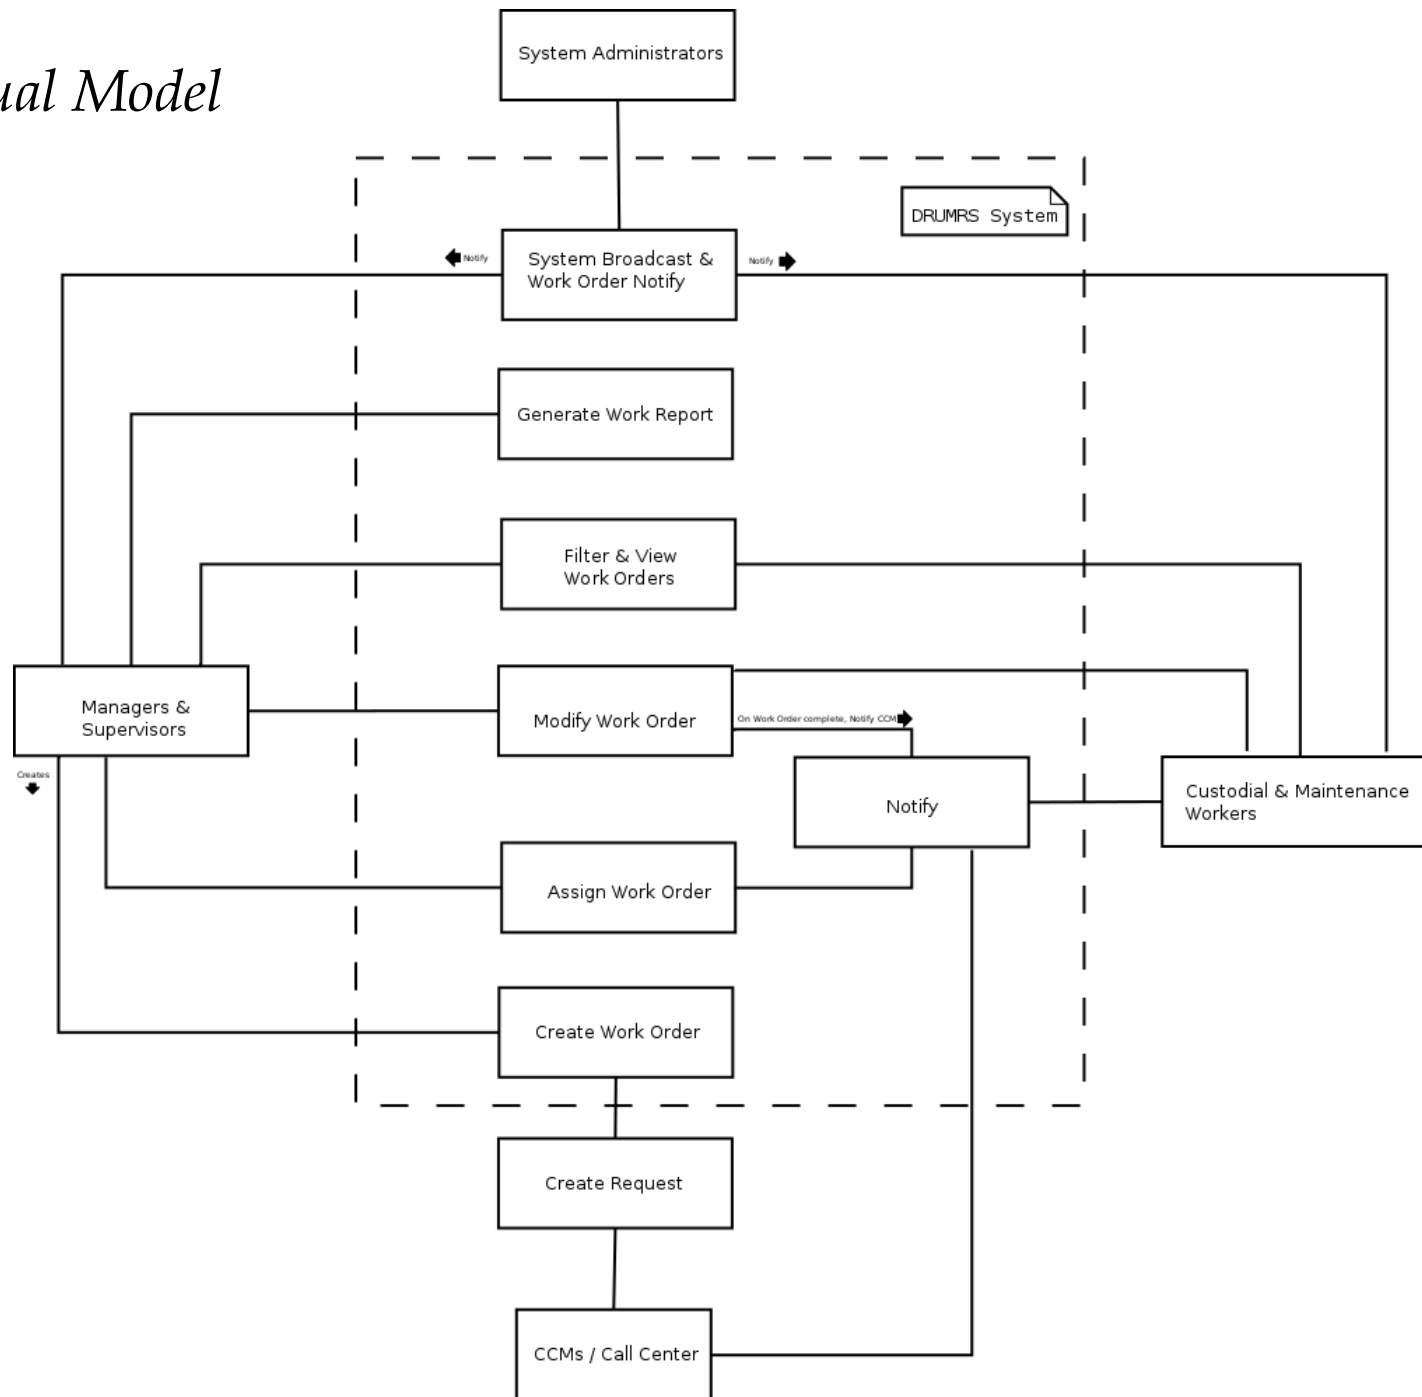 System Administrators
ual Model
DRUMRS System
System Broadcast &
Work Order Notify
Notify
Notify
Generate Work Report
Filter & View
Work Orders
Managers &
Supervisors
Modify Work Order
On Work Order complete, Notify CCM
Creates
Notify
Custodial & Maintenance
Workers
Assign Work Order
Create Work Order
Create Request
CCMs / Call Center